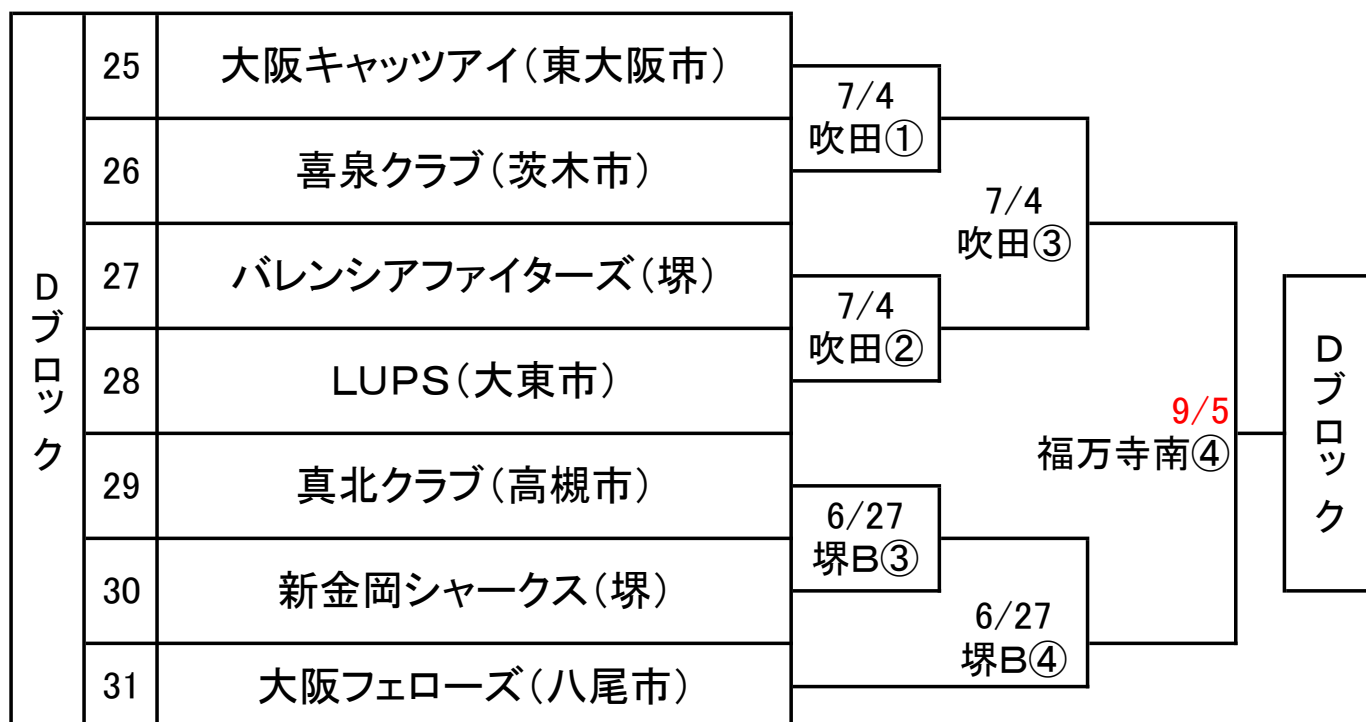 Dブロック
25
大阪キャッツアイ(東大阪市)
26
喜泉クラブ(茨木市)
27
バレンシアファイターズ(堺)
28
LUPS(大東市)
29
真北クラブ(高槻市)
30
新金岡シャークス(堺)
31
大阪フェローズ(八尾市)
7/4
吹田①
7/4
吹田②
7/4
吹田③
6/27
堺B③
6/27
堺B④
9/5
福万寺南④
Dブロック